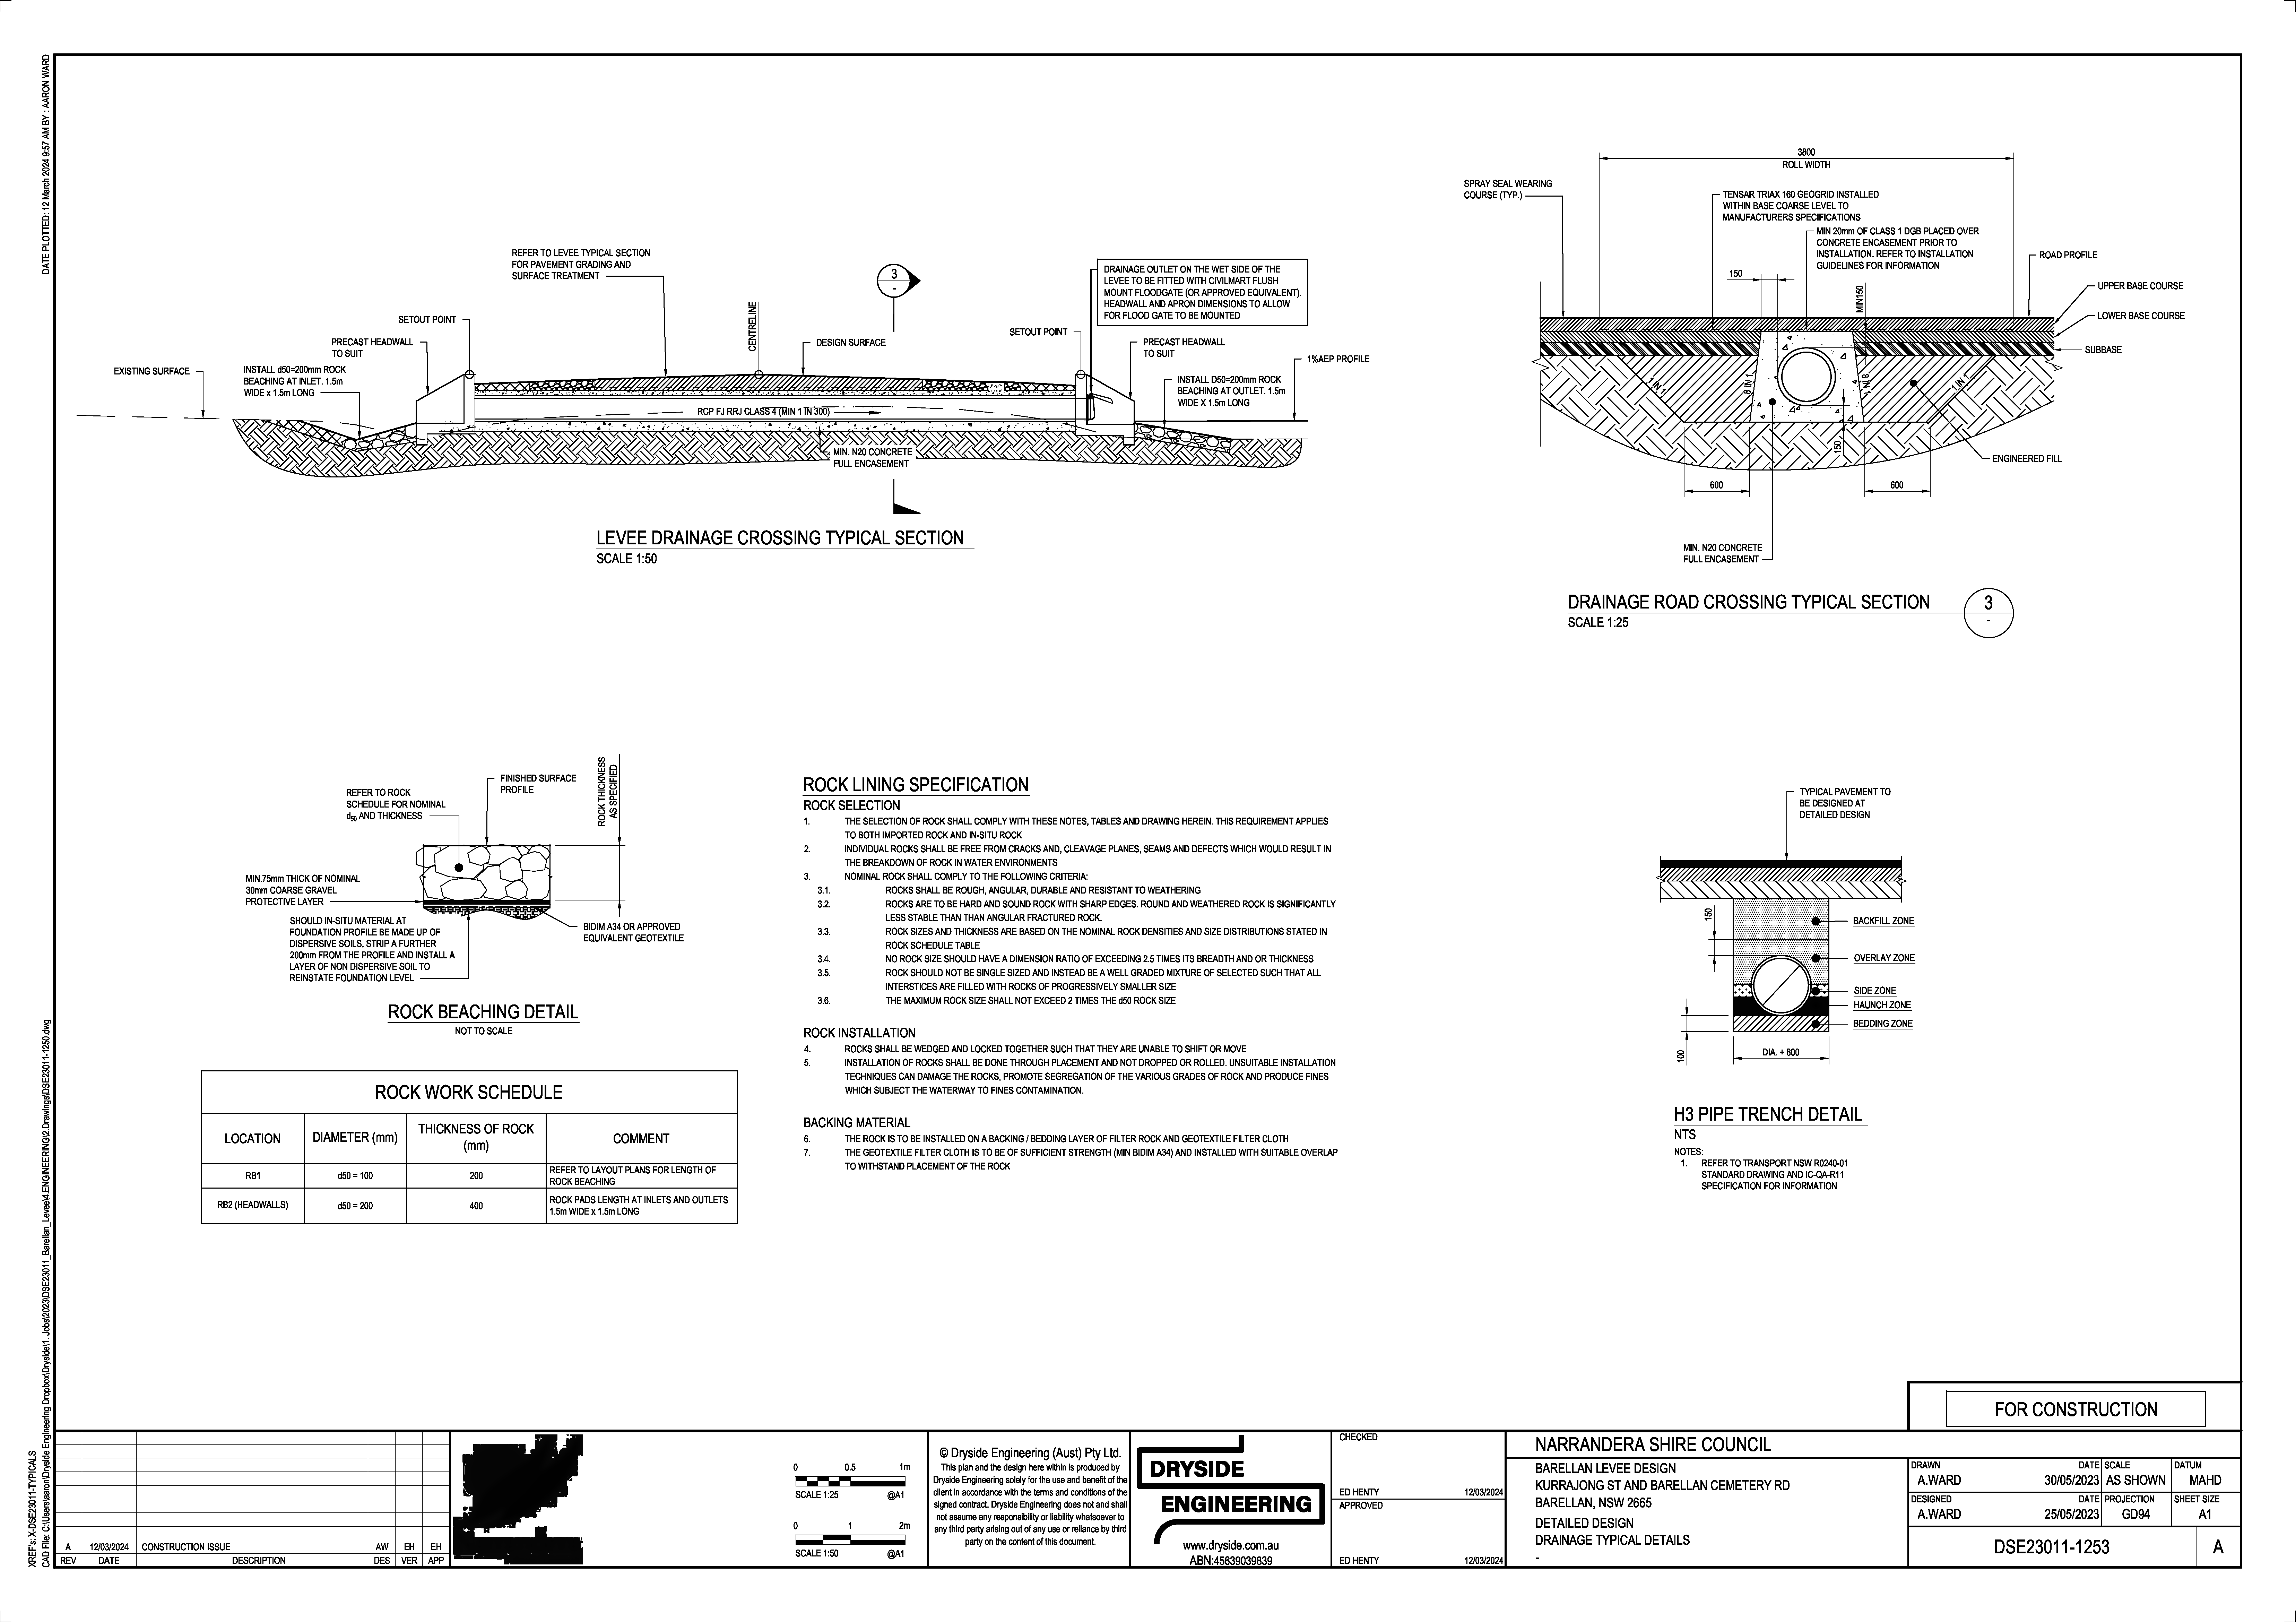 DATE PLOTTED: 12 March 2024 9:57 AM BY : AARON WARD
XREF's: X-DSE23011-TYPICALS
CAD File: C:\Users\aaron\Dryside Engineering Dropbox\Dryside\1. Jobs\2023\DSE23011_Barellan_Levee\4.ENGINEERING\2.Drawings\DSE23011-1250.dwg
EXISTING SURFACE
INSTALL d50=200mm ROCK
BEACHING AT INLET. 1.5m
WIDE x 1.5m LONG
PRECAST HEADWALL
TO SUIT
SETOUT POINT
REFER TO LEVEE TYPICAL SECTION
FOR PAVEMENT GRADING AND
SURFACE TREATMENT
CENTRELINE
DESIGN SURFACE
3
-
SETOUT POINT
DRAINAGE OUTLET ON THE WET SIDE OF THE
LEVEE TO BE FITTED WITH CIVILMART FLUSH
MOUNT FLOODGATE (OR APPROVED EQUIVALENT).
HEADWALL AND APRON DIMENSIONS TO ALLOW
FOR FLOOD GATE TO BE MOUNTED
PRECAST HEADWALL
TO SUIT
1%AEP PROFILE
INSTALL D50=200mm ROCK
BEACHING AT OUTLET. 1.5m
WIDE X 1.5m LONG
RCP FJ RRJ CLASS 4 (MIN 1 IN 300)
MIN. N20 CONCRETE
FULL ENCASEMENT
LEVEE DRAINAGE CROSSING TYPICAL SECTION
SCALE 1:50
3800
ROLL WIDTH
SPRAY SEAL WEARING
COURSE (TYP.)
TENSAR TRIAX 160 GEOGRID INSTALLED
WITHIN BASE COARSE LEVEL TO
MANUFACTURERS SPECIFICATIONS
MIN 20mm OF CLASS 1 DGB PLACED OVER
CONCRETE ENCASEMENT PRIOR TO
INSTALLATION. REFER TO INSTALLATION
GUIDELINES FOR INFORMATION
150
MIN150
ROAD PROFILE
UPPER BASE COURSE
LOWER BASE COURSE
SUBBASE
1 IN 1
8 IN 1
8 IN 1
1 IN 1
150
ENGINEERED FILL
600
600
MIN. N20 CONCRETE
FULL ENCASEMENT
DRAINAGE ROAD CROSSING TYPICAL SECTION
SCALE 1:25
3
-
REFER TO ROCK
SCHEDULE FOR NOMINAL
d50 AND THICKNESS
FINISHED SURFACE
PROFILE
ROCK THICKNESS
AS SPECIFIED
MIN.75mm THICK OF NOMINAL
30mm COARSE GRAVEL
PROTECTIVE LAYER
SHOULD IN-SITU MATERIAL AT
FOUNDATION PROFILE BE MADE UP OF
DISPERSIVE SOILS, STRIP A FURTHER
200mm FROM THE PROFILE AND INSTALL A
LAYER OF NON DISPERSIVE SOIL TO
REINSTATE FOUNDATION LEVEL
BIDIM A34 OR APPROVED
EQUIVALENT GEOTEXTILE
ROCK BEACHING DETAIL
NOT TO SCALE
ROCK WORK SCHEDULE
LOCATION DIAMETER (mm) THICKNESS OF ROCK (mm) COMMENT
RB1 d50 = 100 200 REFER TO LAYOUT PLANS FOR LENGTH OF
ROCK BEACHING
RB2 (HEADWALLS) d50 = 200 400 ROCK PADS LENGTH AT INLETS AND OUTLETS
1.5m WIDE x 1.5m LONG
ROCK LINING SPECIFICATION
ROCK SELECTION
1. THE SELECTION OF ROCK SHALL COMPLY WITH THESE NOTES, TABLES AND DRAWING HEREIN. THIS REQUIREMENT APPLIES
TO BOTH IMPORTED ROCK AND IN-SITU ROCK
2. INDIVIDUAL ROCKS SHALL BE FREE FROM CRACKS AND, CLEAVAGE PLANES, SEAMS AND DEFECTS WHICH WOULD RESULT IN
THE BREAKDOWN OF ROCK IN WATER ENVIRONMENTS
3. NOMINAL ROCK SHALL COMPLY TO THE FOLLOWING CRITERIA:
3.1. ROCKS SHALL BE ROUGH, ANGULAR, DURABLE AND RESISTANT TO WEATHERING
3.2. ROCKS ARE TO BE HARD AND SOUND ROCK WITH SHARP EDGES. ROUND AND WEATHERED ROCK IS SIGNIFICANTLY
LESS STABLE THAN THAN ANGULAR FRACTURED ROCK.
3.3. ROCK SIZES AND THICKNESS ARE BASED ON THE NOMINAL ROCK DENSITIES AND SIZE DISTRIBUTIONS STATED IN
ROCK SCHEDULE TABLE
3.4. NO ROCK SIZE SHOULD HAVE A DIMENSION RATIO OF EXCEEDING 2.5 TIMES ITS BREADTH AND OR THICKNESS
3.5. ROCK SHOULD NOT BE SINGLE SIZED AND INSTEAD BE A WELL GRADED MIXTURE OF SELECTED SUCH THAT ALL
INTERSTICES ARE FILLED WITH ROCKS OF PROGRESSIVELY SMALLER SIZE
3.6. THE MAXIMUM ROCK SIZE SHALL NOT EXCEED 2 TIMES THE d50 ROCK SIZE
ROCK INSTALLATION
4. ROCKS SHALL BE WEDGED AND LOCKED TOGETHER SUCH THAT THEY ARE UNABLE TO SHIFT OR MOVE
5. INSTALLATION OF ROCKS SHALL BE DONE THROUGH PLACEMENT AND NOT DROPPED OR ROLLED. UNSUITABLE INSTALLATION
TECHNIQUES CAN DAMAGE THE ROCKS, PROMOTE SEGREGATION OF THE VARIOUS GRADES OF ROCK AND PRODUCE FINES
WHICH SUBJECT THE WATERWAY TO FINES CONTAMINATION.
BACKING MATERIAL
6. THE ROCK IS TO BE INSTALLED ON A BACKING / BEDDING LAYER OF FILTER ROCK AND GEOTEXTILE FILTER CLOTH
7. THE GEOTEXTILE FILTER CLOTH IS TO BE OF SUFFICIENT STRENGTH (MIN BIDIM A34) AND INSTALLED WITH SUITABLE OVERLAP
TO WITHSTAND PLACEMENT OF THE ROCK
TYPICAL PAVEMENT TO
BE DESIGNED AT
DETAILED DESIGN
150
BACKFILL ZONE
OVERLAY ZONE
SIDE ZONE
HAUNCH ZONE
BEDDING ZONE
100
DIA. + 800
H3 PIPE TRENCH DETAIL
NTS
NOTES:
1. REFER TO TRANSPORT NSW R0240-01
STANDARD DRAWING AND IC-QA-R11
SPECIFICATION FOR INFORMATION
FOR CONSTRUCTION
A 12/03/2024 CONSTRUCTION ISSUE AW EH EH
REV DATE DESCRIPTION DES VER APP
0 0.5 1m
SCALE 1:25 @A1
0 1 2m
SCALE 1:50 @A1
© Dryside Engineering (Aust) Pty Ltd.
This plan and the design here within is produced by
Dryside Engineering solely for the use and benefit of the
client in accordance with the terms and conditions of the
signed contract. Dryside Engineering does not and shall
not assume any responsibility or liability whatsoever to
any third party arising out of any use or reliance by third
party on the content of this document.
DRYSIDE
ENGINEERING
www.dryside.com.au
ABN:45639039839
CHECKED
ED HENTY 12/03/2024
APPROVED
ED HENTY 12/03/2024
NARRANDERA SHIRE COUNCIL
BARELLAN LEVEE DESIGN
KURRAJONG ST AND BARELLAN CEMETERY RD
BARELLAN, NSW 2665
DETAILED DESIGN
DRAINAGE TYPICAL DETAILS
-
DRAWN DATE SCALE DATUM
A.WARD 30/05/2023 AS SHOWN MAHD
DESIGNED DATE PROJECTION SHEET SIZE
A.WARD 25/05/2023 GD94 A1
DSE23011-1253 A